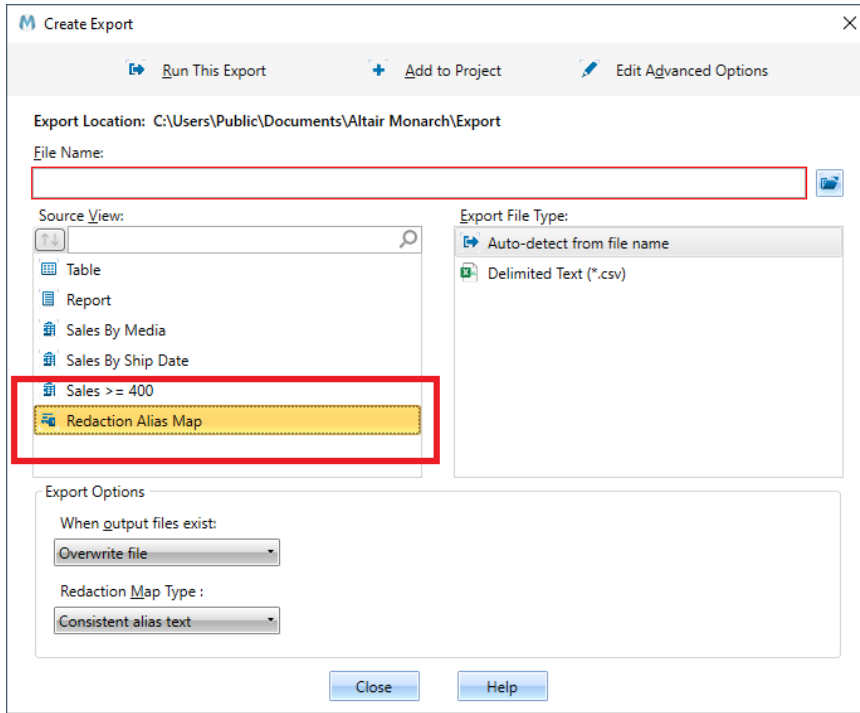 Create Export
Run This Export
Add to Project
Edit Advanced Options
Export Location: C:\Users\Public\Documents\Altair Monarch\Export
File Name:
Source View:
Table
Report
Sales By Media
Sales By Ship Date
Sales >= 400
Redaction Alias Map
Export File Type:
Auto-detect from file name
Delimited Text (*.csv)
Export Options
When output files exist:
Overwrite file
Redaction Map Type :
Consistent alias text
Close
Help